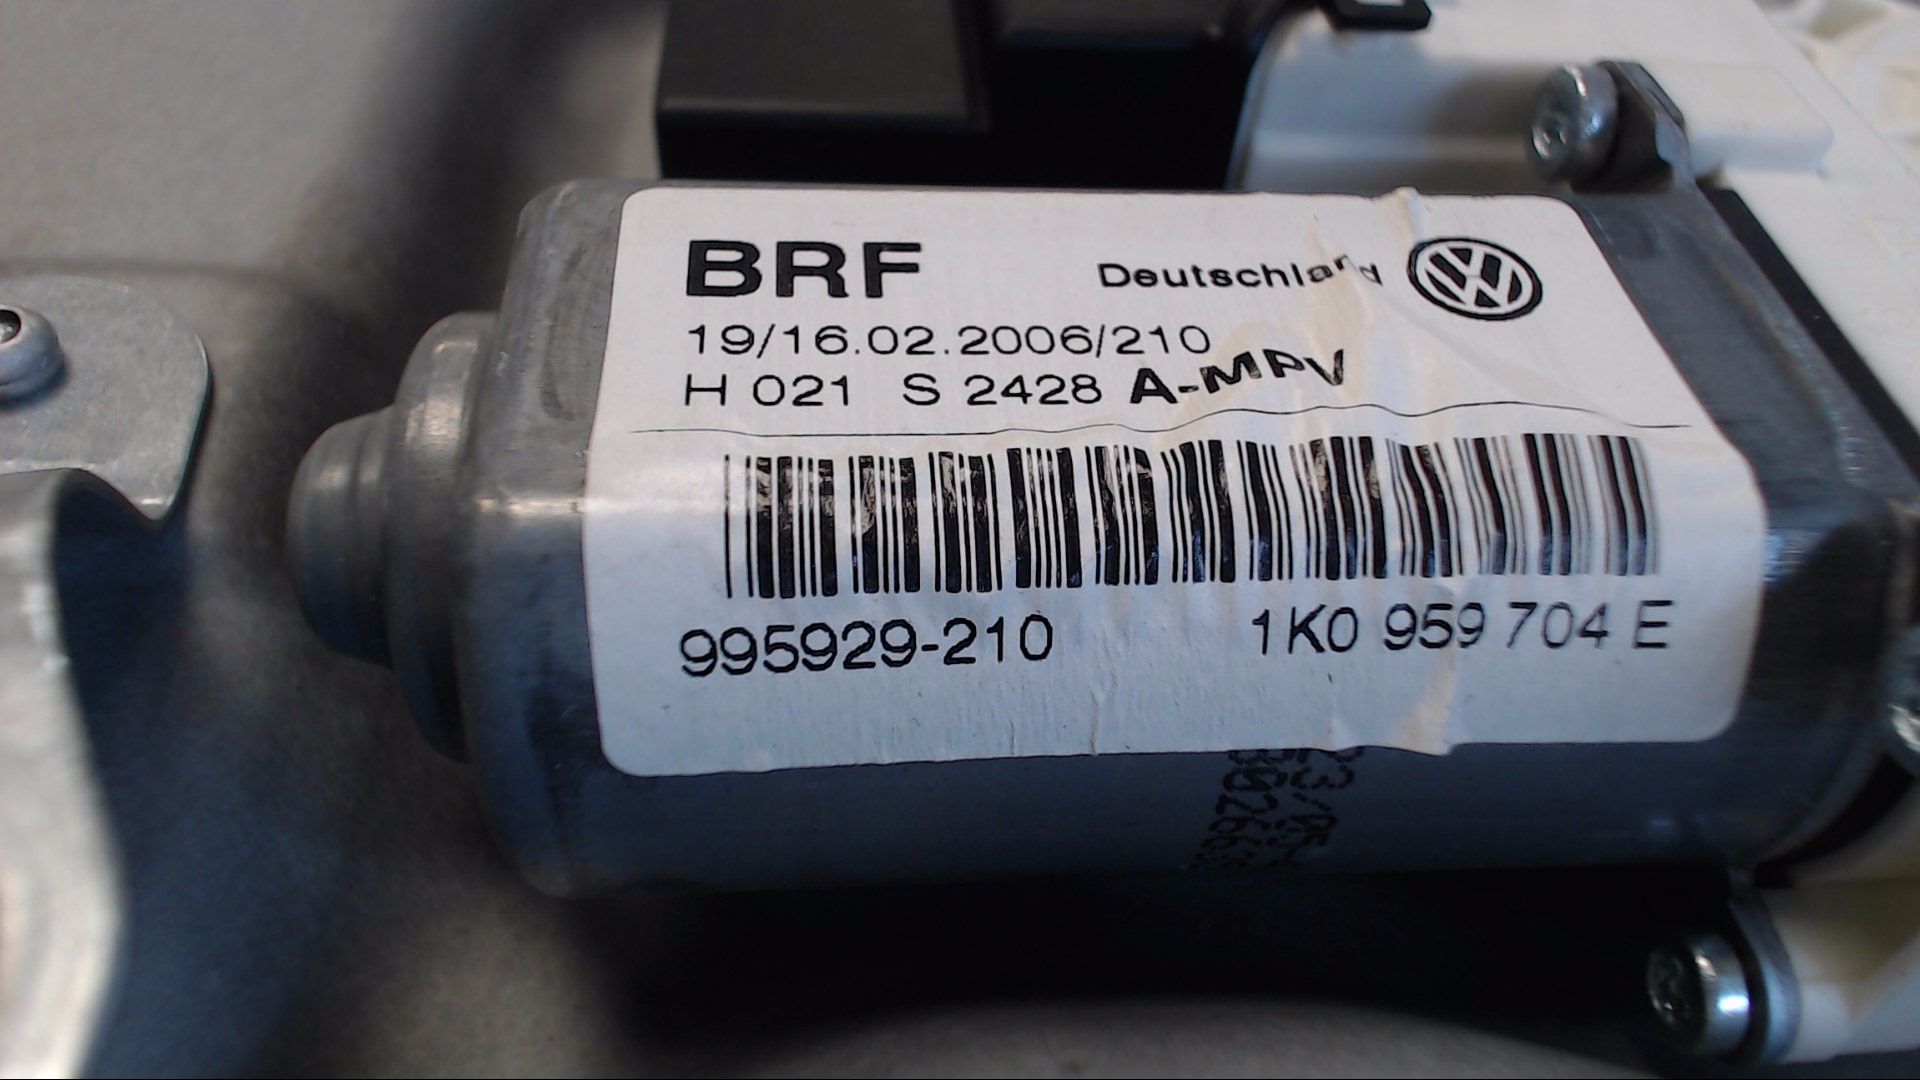 BRF Deutschland
19/16.02.2006/210
H 021 S 2428 A-MPV
995929-210 1K0 959 704 E